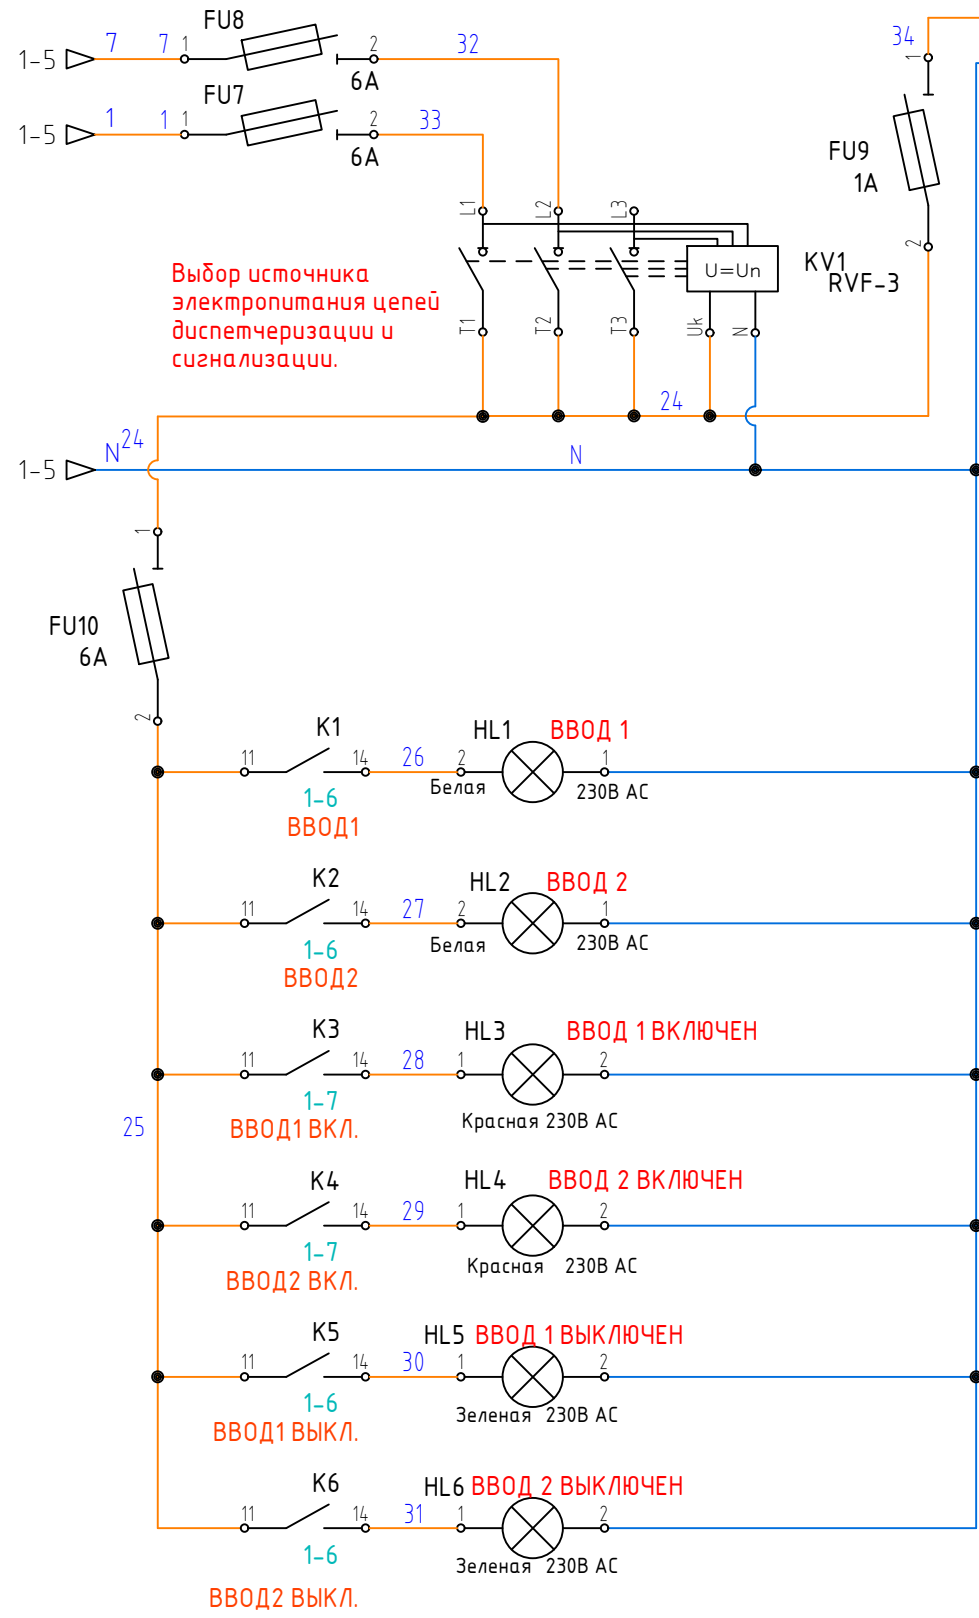 FU8
1-5 7 7 1 2 32
6А
FU7
1-5 1 1 1 2 33
6А
34
1
FU9
1А
2
L1 L2 L3
U=Un
KV1
RVF-3
T1 T2 T3 Uk N
Выбор источника
электропитания цепей
диспетчеризации и
сигнализации.
24
1-5 N 24 N
1
FU10
6А
2
K1 HL1 ВВОД 1
11 14 26 2 1
Белая 230В АС
1-6
ВВОД1
K2 HL2 ВВОД 2
11 14 27 2 1
Белая 230В АС
1-6
ВВОД2
K3 HL3 ВВОД 1 ВКЛЮЧЕН
11 14 28 1 2
1-7
Красная 230В АС
ВВОД1 ВКЛ.
25
K4 HL4 ВВОД 2 ВКЛЮЧЕН
11 14 29 1 2
1-7
Красная 230В АС
ВВОД2 ВКЛ.
K5 HL5 ВВОД 1 ВЫКЛЮЧЕН
11 14 30 1 2
1-6
Зеленая 230В АС
ВВОД1 ВЫКЛ.
K6 HL6 ВВОД 2 ВЫКЛЮЧЕН
11 14 31 1 2
1-6
Зеленая 230В АС
ВВОД2 ВЫКЛ.